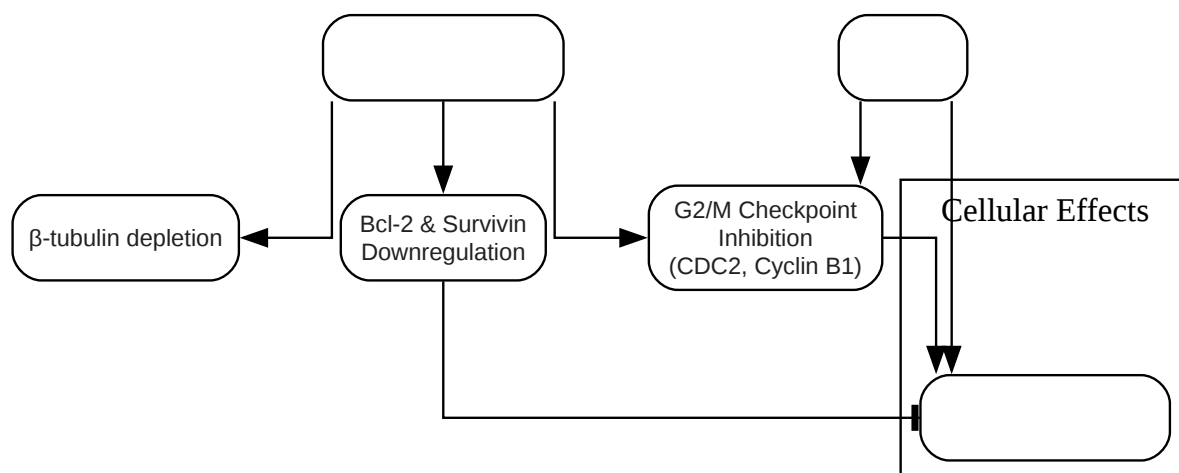 Cellular Effects
β-tubulin depletion
Bcl-2 & Survivin
Downregulation
G2/M Checkpoint
Inhibition
(CDC2, Cyclin B1)